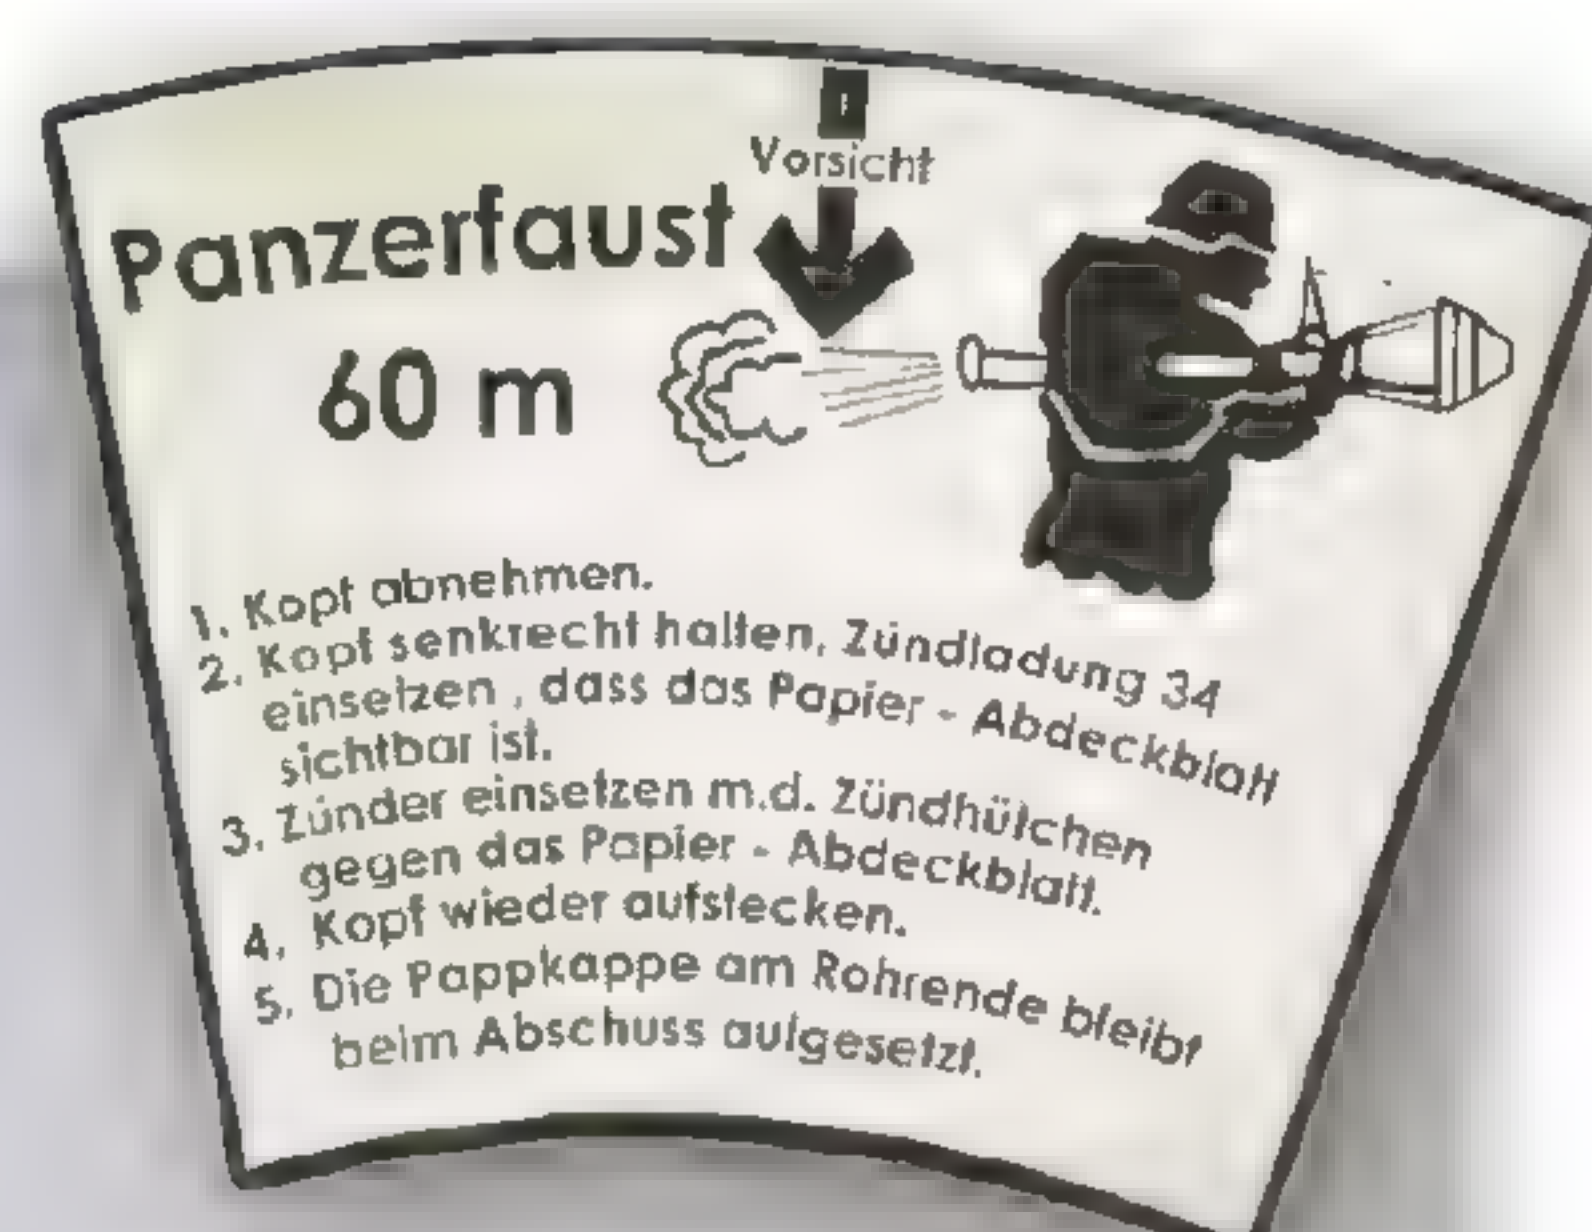 Vorsicht
Panzerfaust
60 m
1. Kopf abnehmen.
2. Kopf senkrecht halten, Zündladung 34
einsetzen, dass das Papier - Abdeckblatt
sichtbar ist.
3. Zünder einsetzen m.d. Zündhütchen
gegen das Papier - Abdeckblatt.
4. Kopf wieder aufstecken.
5. Die Pappkappe am Rohrende bleibt
beim Abschuss aufgesetzt.